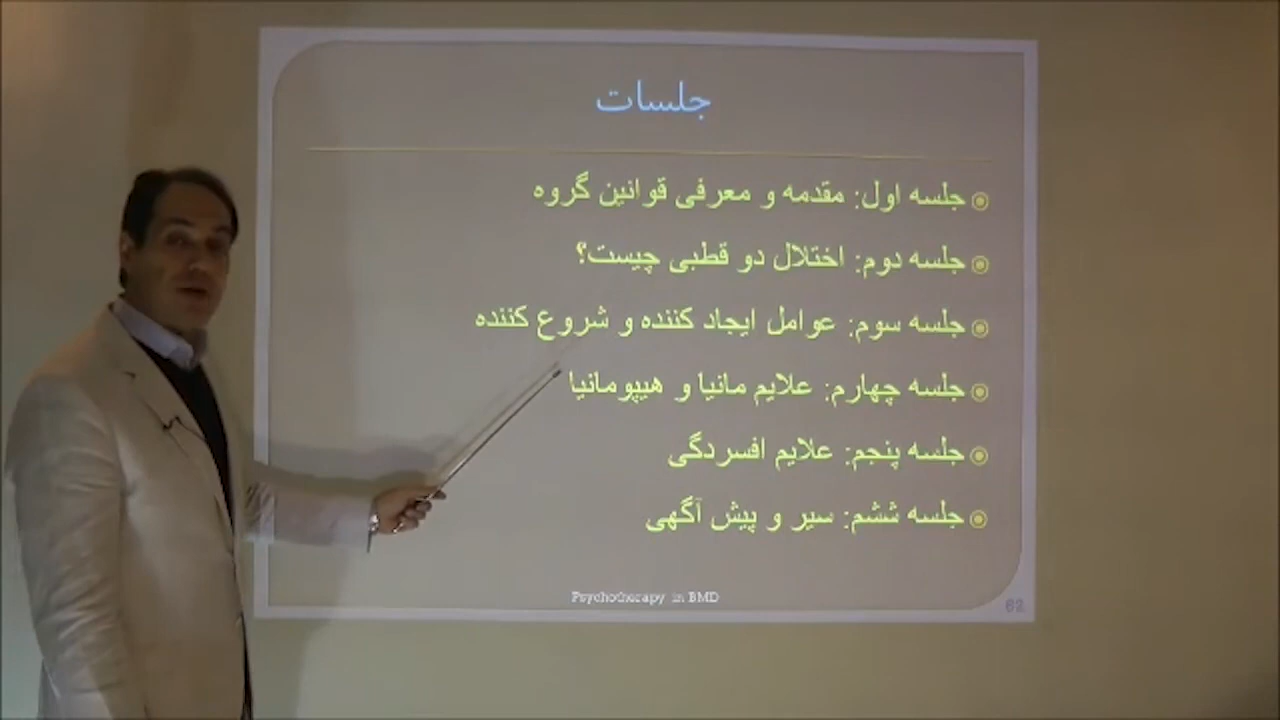 جلسات
جلسه اول: مقدمه و معرفی قوانین گروه
جلسه دوم: اختلال دو قطبی چیست؟
جلسه سوم: عوامل ایجاد کننده و شروع کننده
جلسه چهارم: علایم مانیا و هیپومانیا
جلسه پنجم: علایم افسردگی
جلسه ششم: سیر و پیش آگهی
Psychotherapy in BMD
62